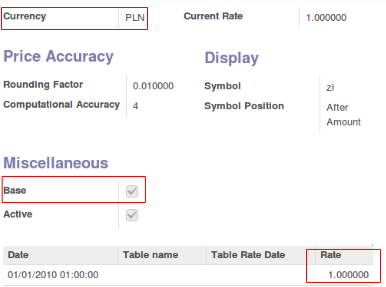 Currency PLN Current Rate 1.000000
Price Accuracy Display
Rounding Factor 0.010000 Symbol zł
Computational Accuracy 4 Symbol Position After
Amount
Miscellaneous
Base
Active
Date Table name Table Rate Date Rate
01/01/2010 01:00:00 1.000000